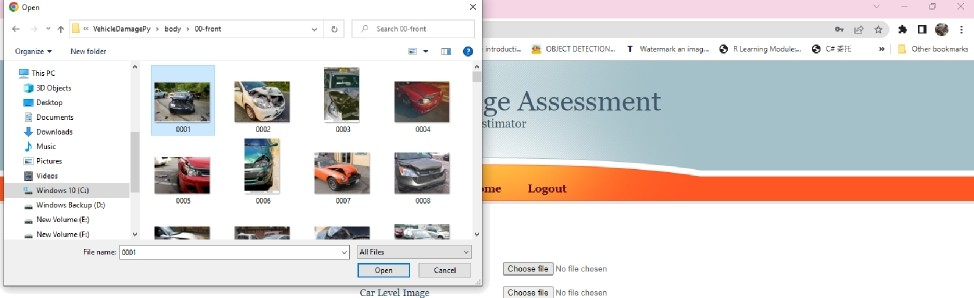 Open
« VehicleDamagePy › body › 00-front
Search 00-front
Organize
New folder
This PC
3D Objects
Desktop
Documents
Downloads
Music
Pictures
Videos
Windows 10 (C:)
Windows Backup (D:)
New Volume (E:)
New Volume (F:)
0001
0002
0003
0004
0005
0006
0007
0008
File name:
0001
All Files
Open
Cancel
introducti...
OBJECT DETECTION...
T Watermark an imag...
R Learning Module:...
C# 委托
»
Other bookmarks
ge Assessment
stimator
ome
Logout
Choose file No file chosen
Car Level Image
Choose file No file chosen